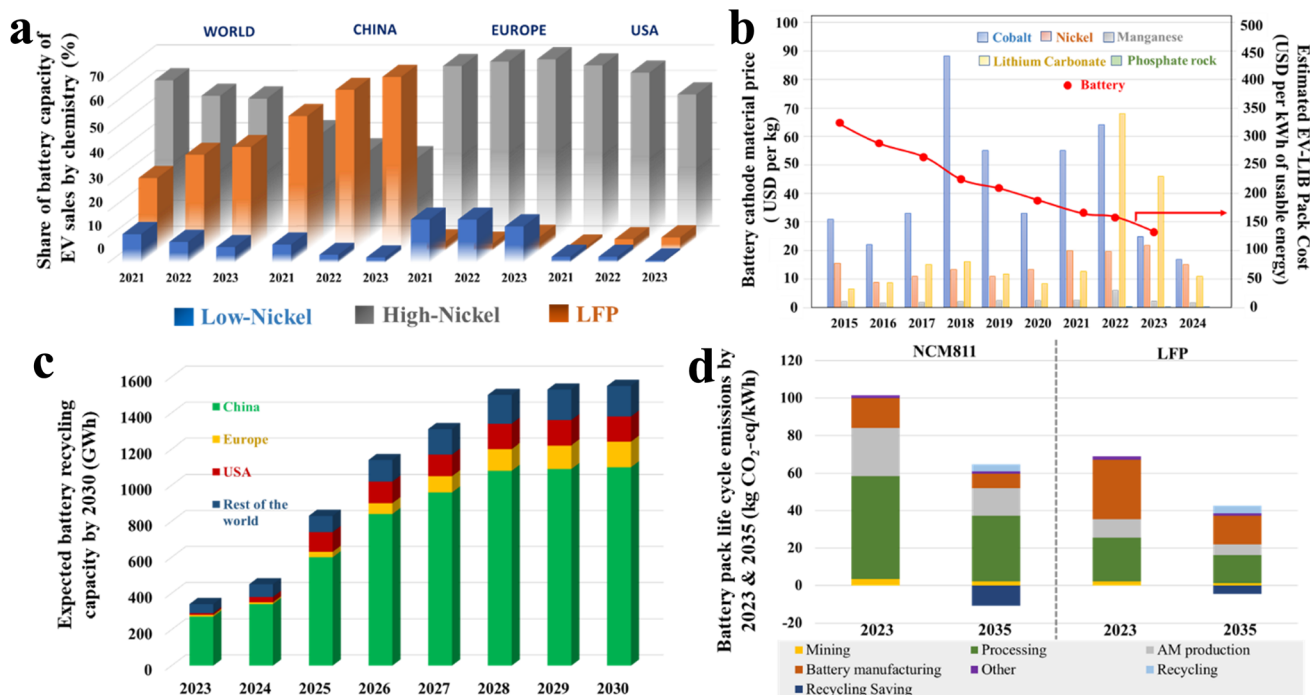 a
WORLD
CHINA
EUROPE
USA
Share of battery capacity of
EV sales by chemistry (%)
70
60
50
40
30
20
10
0
2021
2022
2023
2021
2022
2023
2021
2022
2023
2021
2022
2023
Low-Nickel
High-Nickel
LFP
b
Battery cathode material price
( USD per kg)
100
90
80
70
60
50
40
30
20
10
0
Cobalt
Nickel
Manganese
Lithium Carbonate
Phosphate rock
Battery
500
450
400
350
300
250
200
150
100
50
0
Estimated EV-LIB Pack Cost
(USD per kWh of usable energy)
2015
2016
2017
2018
2019
2020
2021
2022
2023
2024
c
Expected battery recycling
capacity by 2030 (GWh)
1600
1400
1200
1000
800
600
400
200
0
China
Europe
USA
Rest of the
world
2023
2024
2025
2026
2027
2028
2029
2030
d
NCM811
LFP
Battery pack life cycle emissions by
2023 & 2035 (kg CO₂-eq/kWh)
120
100
80
60
40
20
0
-20
2023
2035
2023
2035
Mining
Processing
AM production
Battery manufacturing
Other
Recycling
Recycling Saving